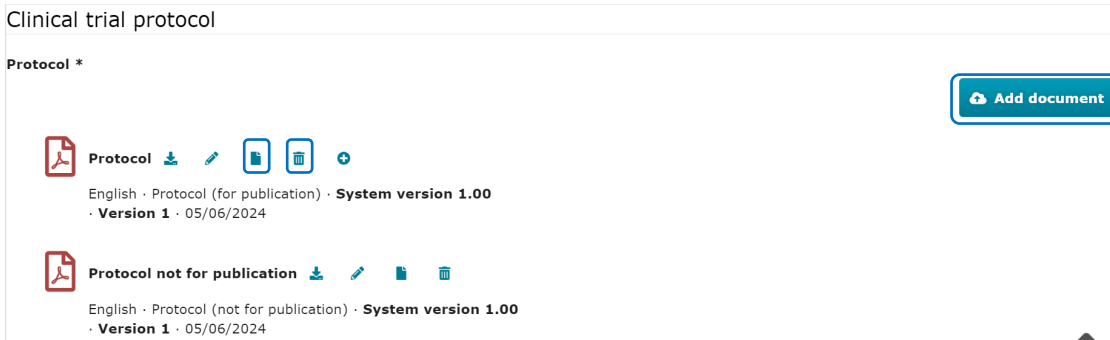 Clinical trial protocol
Protocol *
Add document
Protocol
English · Protocol (for publication) · System version 1.00
· Version 1 · 05/06/2024
Protocol not for publication
English · Protocol (not for publication) · System version 1.00
· Version 1 · 05/06/2024